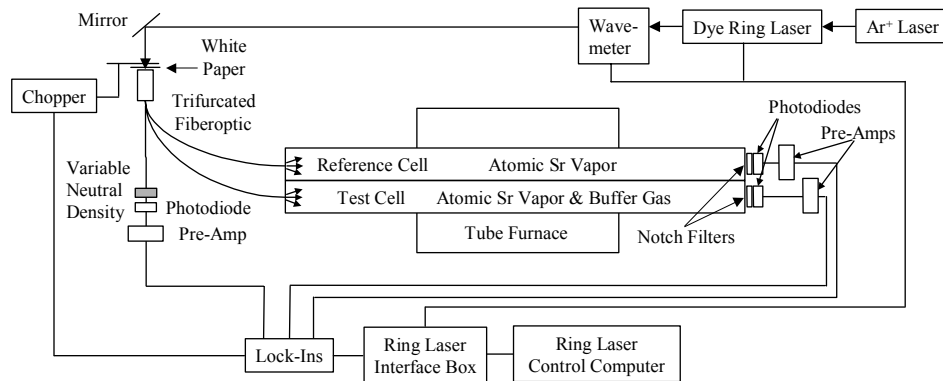 Mirror
White
Paper
Wave-
meter
Dye Ring Laser
Ar⁺ Laser
Chopper
Trifurcated
Fiberoptic
Photodiodes
Pre-Amps
Reference Cell Atomic Sr Vapor
Test Cell Atomic Sr Vapor & Buffer Gas
Variable
Neutral
Density
Photodiode
Pre-Amp
Tube Furnace
Notch Filters
Lock-Ins
Ring Laser
Interface Box
Ring Laser
Control Computer